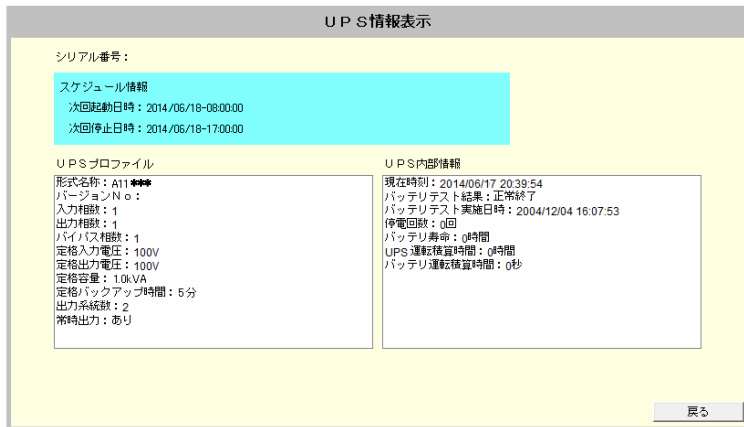 ＵＰＳ情報表示
シリアル番号：
スケジュール情報
次回起動日時：2014/06/18-08:00:00
次回停止日時：2014/06/18-17:00:00
ＵＰＳプロファイル
形式名称：A11****
バージョンＮｏ：
入力相数：1
出力相数：1
バイパス相数：1
定格入力電圧：100V
定格出力電圧：100V
定格容量：1.0kVA
定格バックアップ時間：5分
出力系統数：2
常時出力：あり
ＵＰＳ内部情報
現在時刻：2014/06/17 20:39:54
バッテリテスト結果：正常終了
バッテリテスト実施日時：2004/12/04 16:07:53
停電回数：0回
バッテリ寿命：0時間
UPS運転積算時間：0時間
バッテリ運転積算時間：0秒
戻る